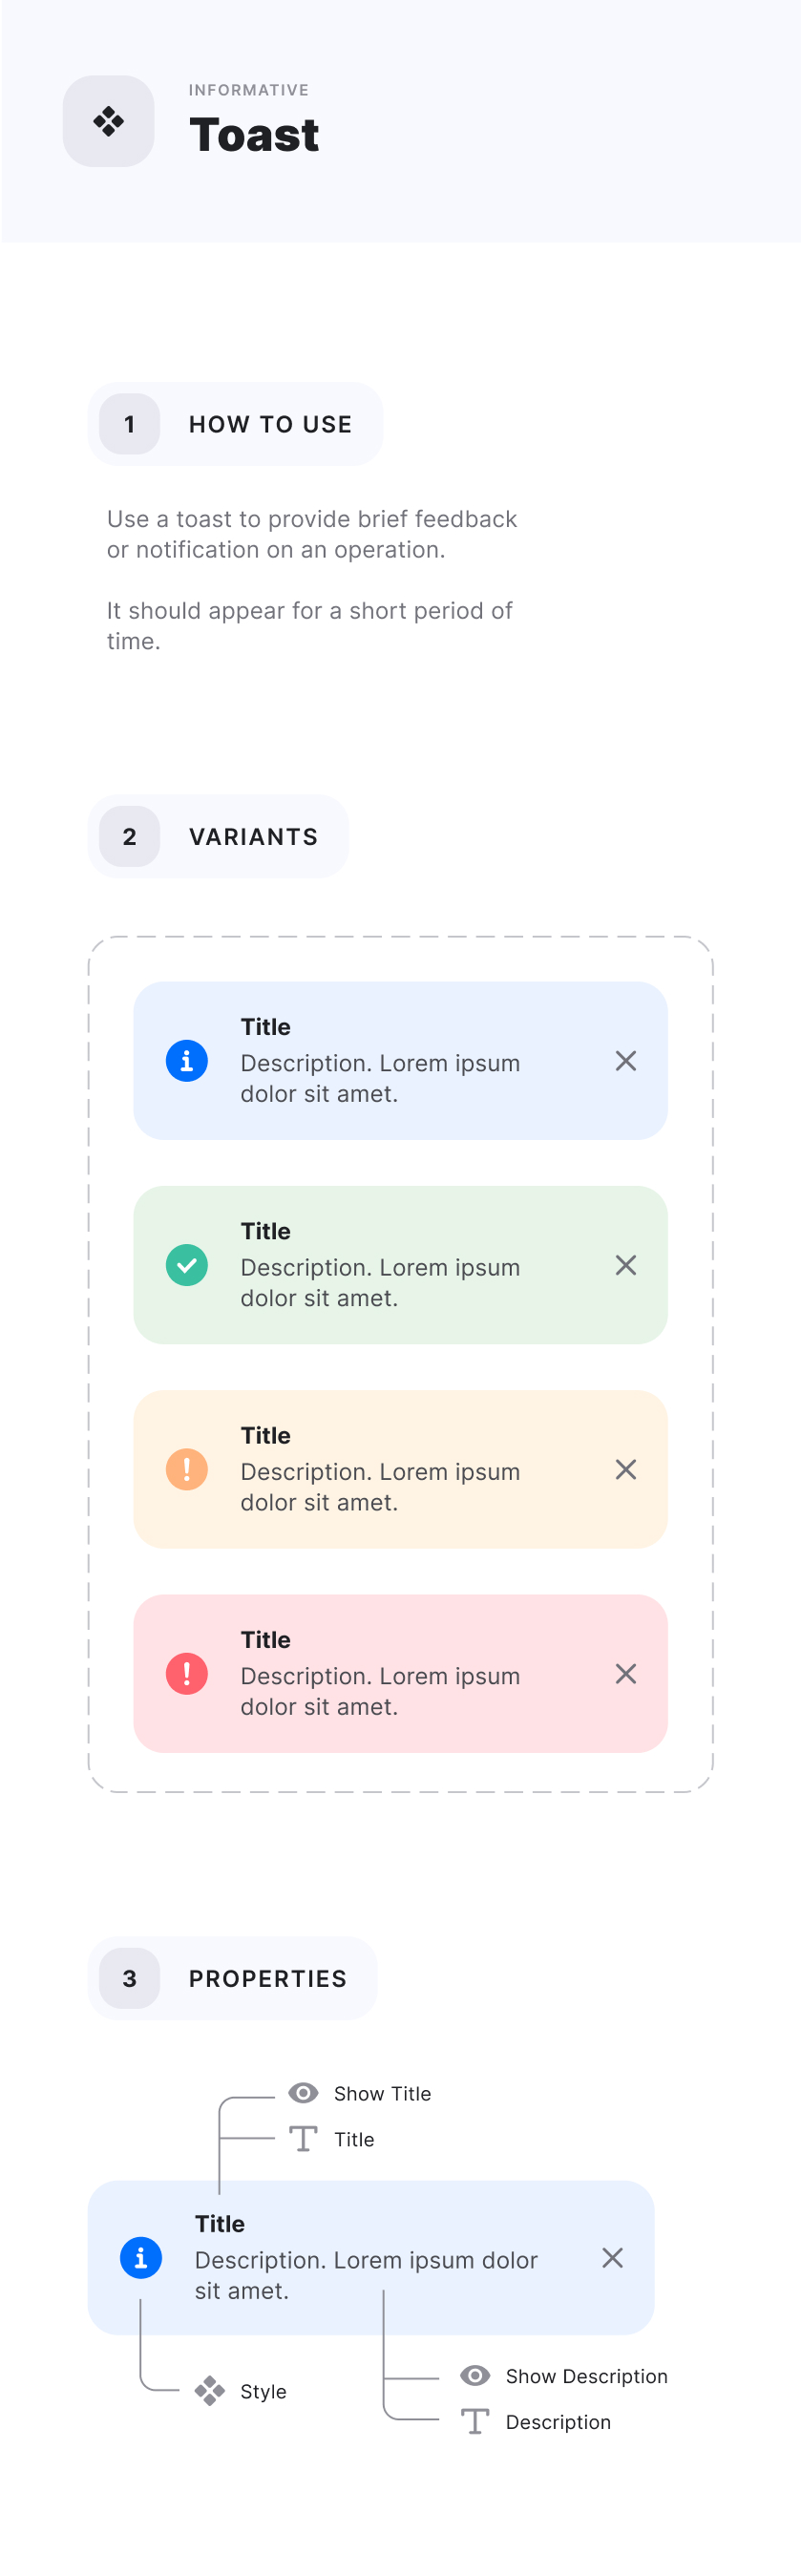 INFORMATIVE
Toast
1 HOW TO USE
Use a toast to provide brief feedback
or notification on an operation.
It should appear for a short period of
time.
2 VARIANTS
Title
Description. Lorem ipsum
dolor sit amet.
Title
Description. Lorem ipsum
dolor sit amet.
Title
Description. Lorem ipsum
dolor sit amet.
Title
Description. Lorem ipsum
dolor sit amet.
3 PROPERTIES
Show Title
Title
Title
Description. Lorem ipsum dolor
sit amet.
Style
Show Description
Description